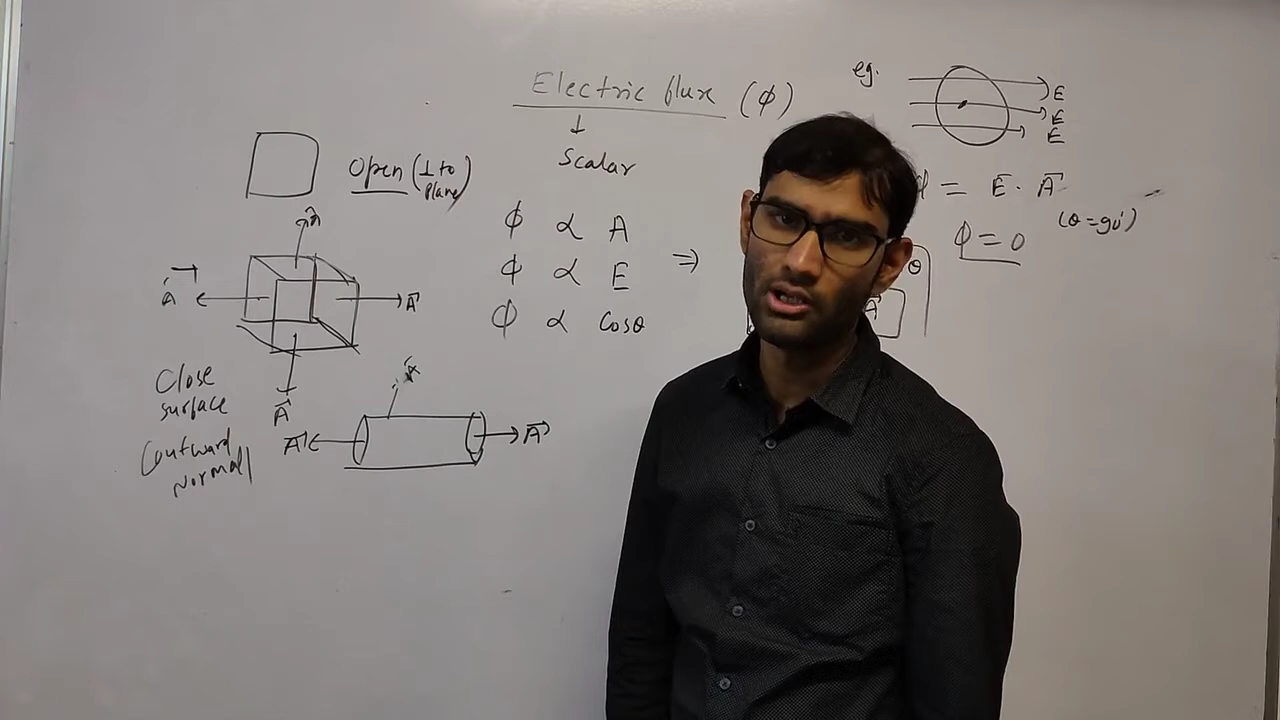 Electric flux (φ)
↓
Scalar
Open (⊥ to
plane)
n̂
A⃗
A⃗
A⃗
Close
surface
(outward
normal)
A⃗
A⃗
φ ∝ A
φ ∝ E
φ ∝ Cosθ
⇒
θ
A⃗
eg.
E
E
E
= E⃗ · A⃗
(θ=90°)
φ = 0